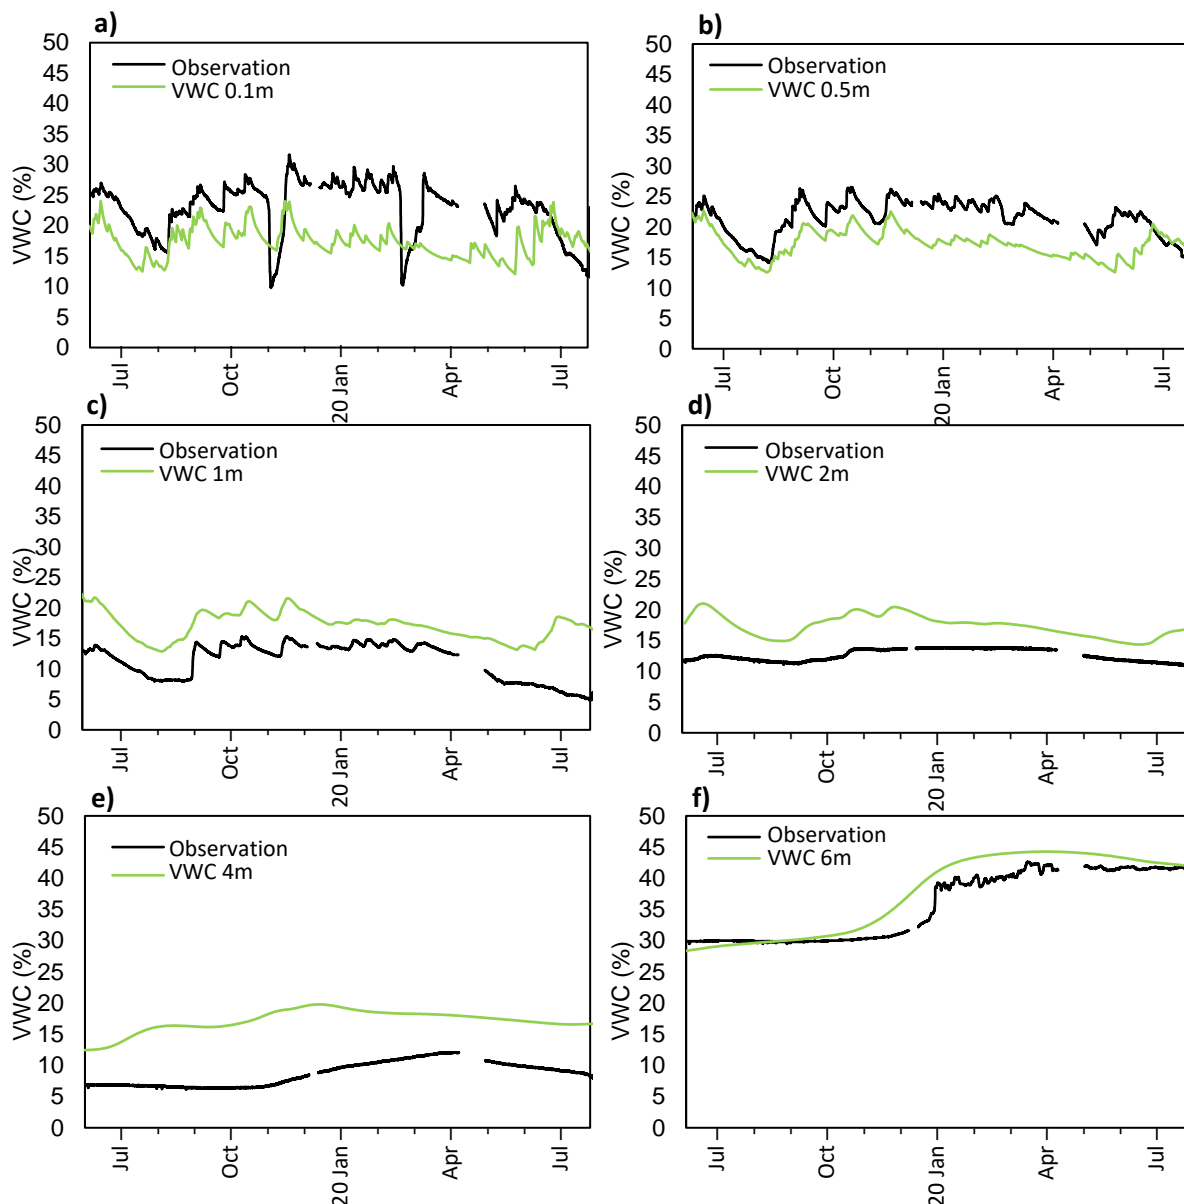 a)
50
45
40
35
30
25
20
15
10
5
0
VWC (%)
Observation
VWC 0.1m
Jul
Oct
20 Jan
Apr
Jul
b)
50
45
40
35
30
25
20
15
10
5
0
VWC (%)
Observation
VWC 0.5m
Jul
Oct
20 Jan
Apr
Jul
c)
50
45
40
35
30
25
20
15
10
5
0
VWC (%)
Observation
VWC 1m
Jul
Oct
20 Jan
Apr
Jul
d)
50
45
40
35
30
25
20
15
10
5
0
VWC (%)
Observation
VWC 2m
Jul
Oct
20 Jan
Apr
Jul
e)
50
45
40
35
30
25
20
15
10
5
0
VWC (%)
Observation
VWC 4m
Jul
Oct
20 Jan
Apr
Jul
f)
50
45
40
35
30
25
20
15
10
5
0
VWC (%)
Observation
VWC 6m
Jul
Oct
20 Jan
Apr
Jul